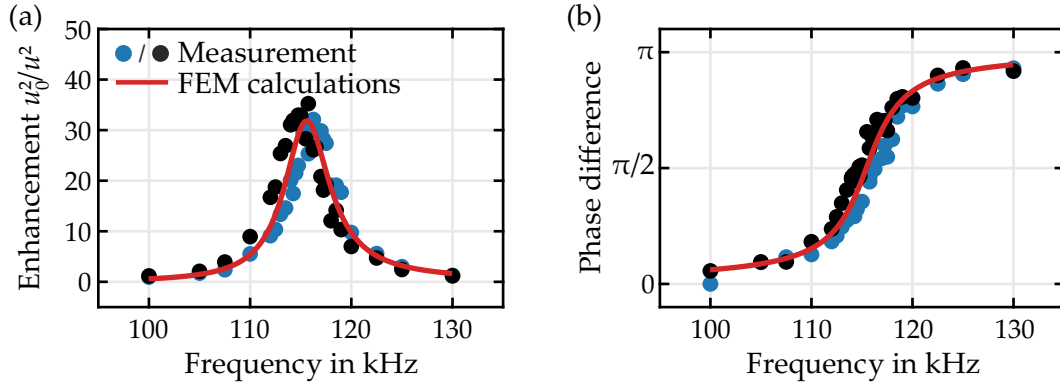 (a)
50
40
30
20
10
0
Enhancement u₀²/u²
/ Measurement
FEM calculations
100 110 120 130
Frequency in kHz
(b)
π
π/2
0
Phase difference
100 110 120 130
Frequency in kHz